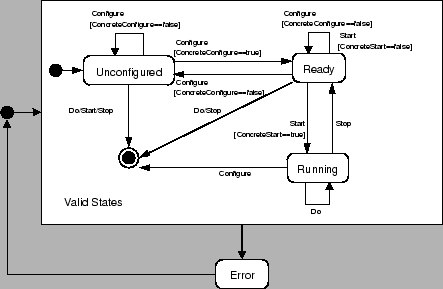 Configure
[ConcreteConfigure==false]
Configure
[ConcreteConfigure==false]
Start
[ConcreteStart==false]
Configure
[ConcreteConfigure==true]
Unconfigured
Ready
Configure
[ConcreteConfigure==false]
Do/Start/Stop
Do/Stop
Start
[ConcreteStart==true]
Stop
Running
Configure
Do
Valid States
Error